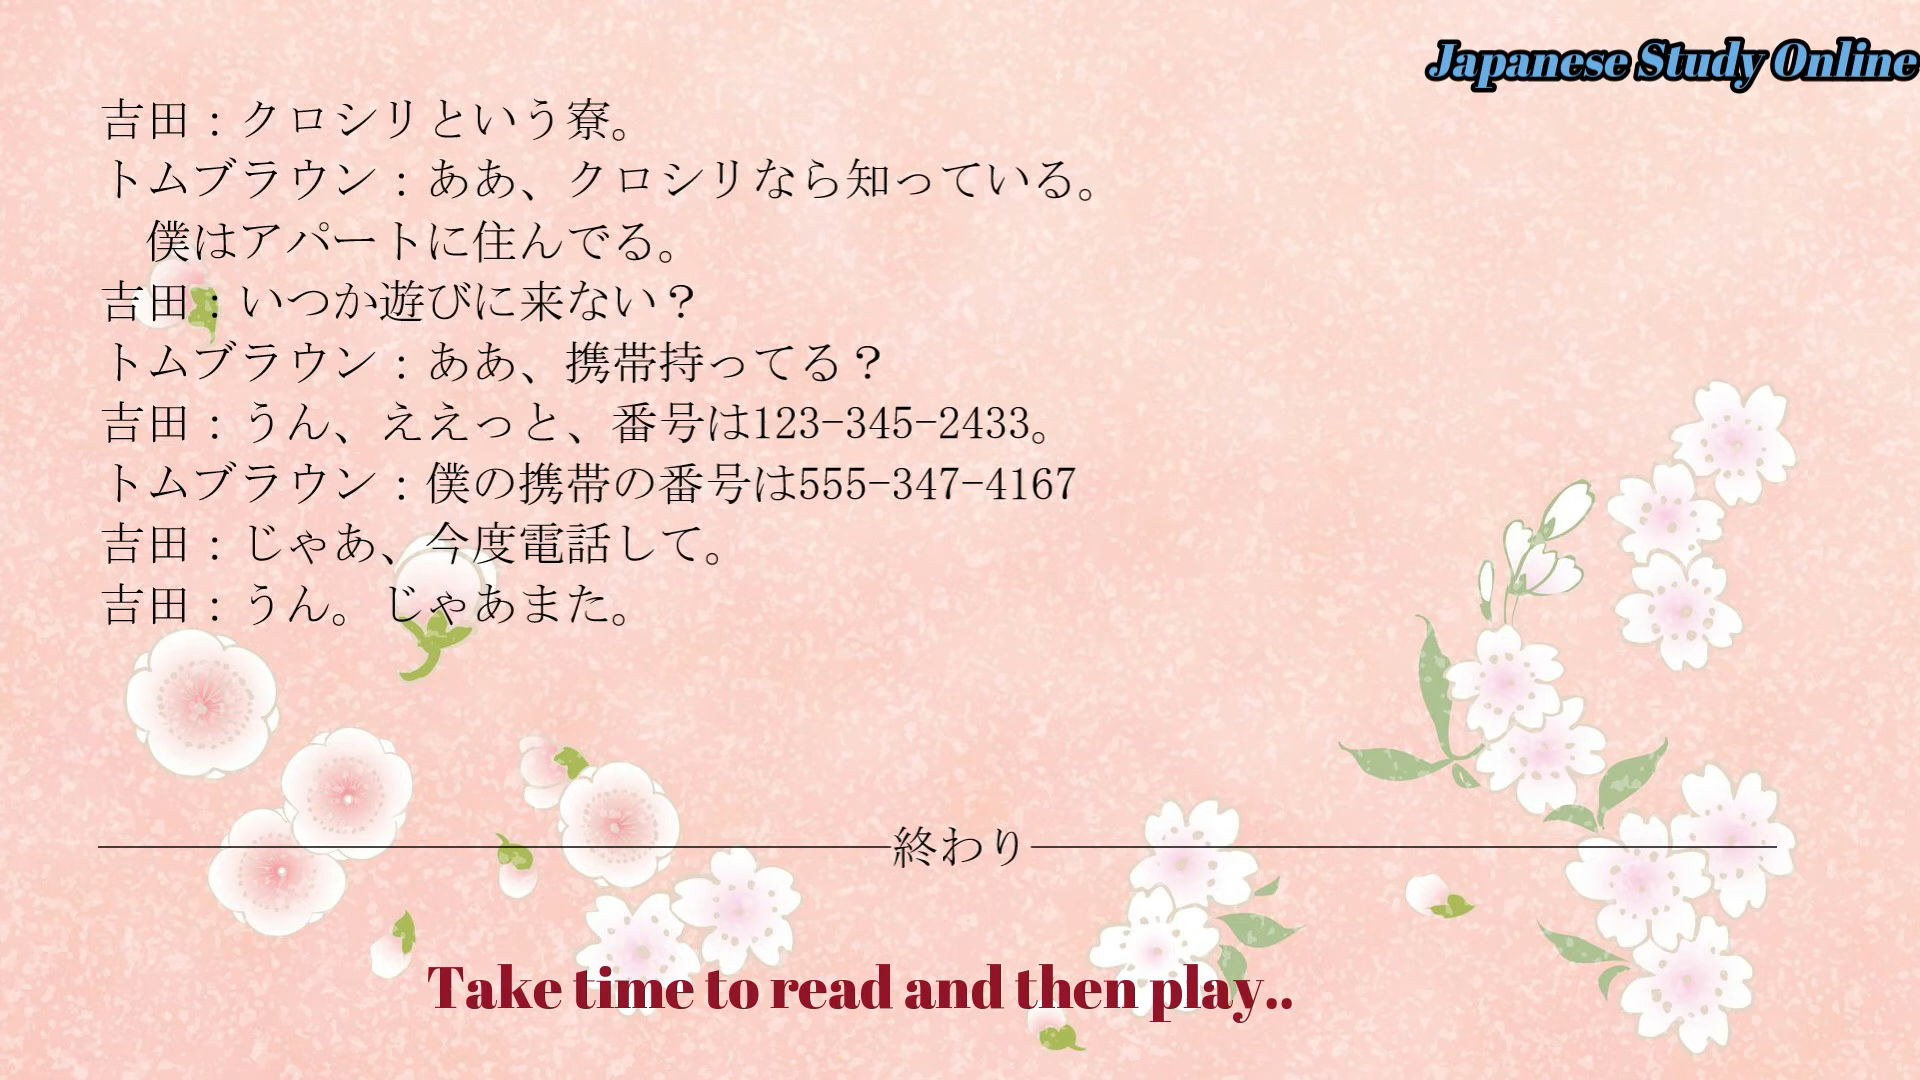 Japanese Study Online
吉田：クロシリという寮。
トムブラウン：ああ、クロシリなら知っている。
僕はアパートに住んでる。
吉田：いつか遊びに来ない？
トムブラウン：ああ、携帯持ってる？
吉田：うん、ええっと、番号は123-345-2433。
トムブラウン：僕の携帯の番号は555-347-4167
吉田：じゃあ、今度電話して。
吉田：うん。じゃあまた。
終わり
Take time to read and then play..